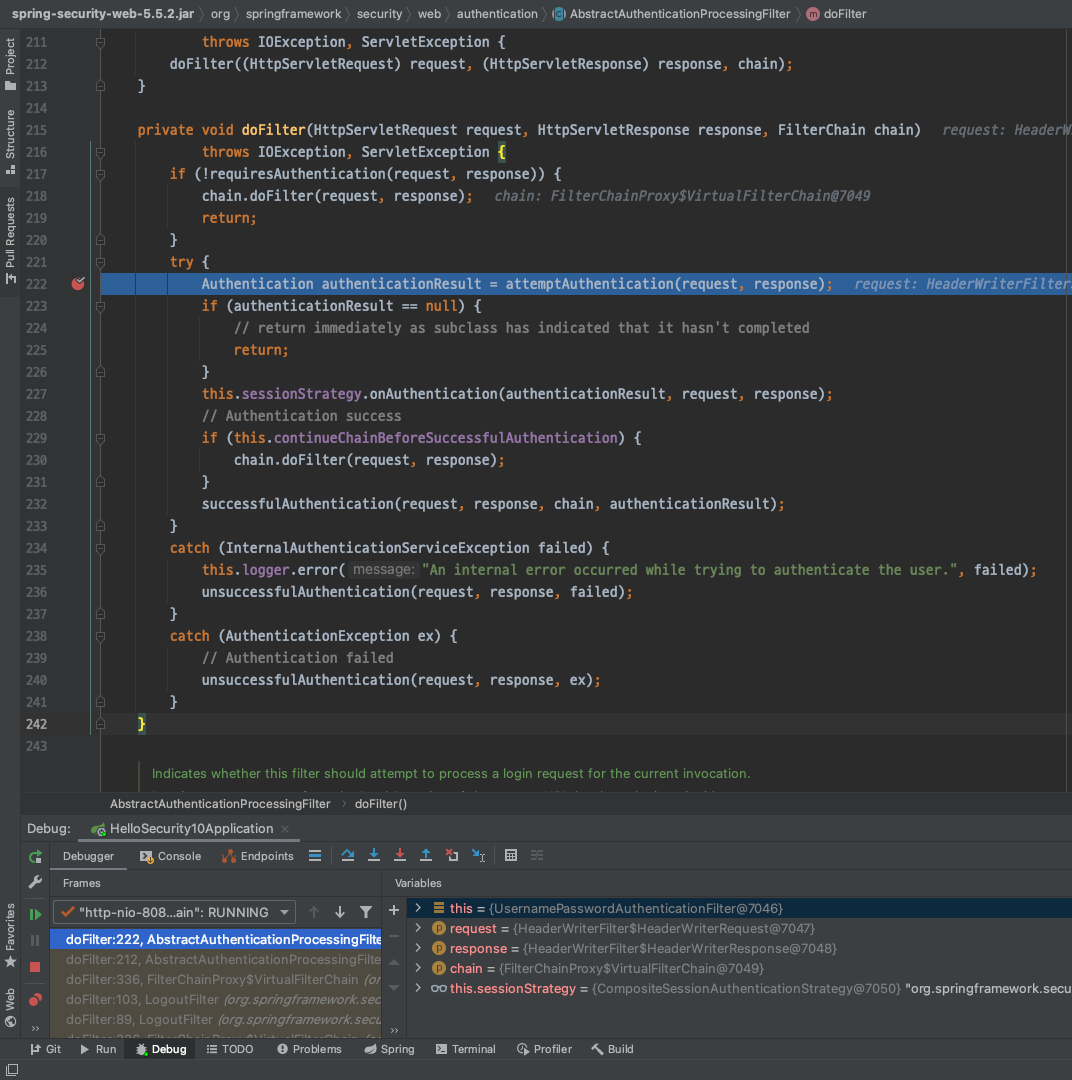 spring-security-web-5.5.2.jar 〉 org 〉 springframework 〉 security 〉 web 〉 authentication 〉 AbstractAuthenticationProcessingFilter 〉 doFilter
Project
Structure
Pull Requests
Favorites
Web
211 throws IOException, ServletException {
212 doFilter((HttpServletRequest) request, (HttpServletResponse) response, chain);
213 }
214
215 private void doFilter(HttpServletRequest request, HttpServletResponse response, FilterChain chain) request: HeaderW
216 throws IOException, ServletException {
217 if (!requiresAuthentication(request, response)) {
218 chain.doFilter(request, response); chain: FilterChainProxy$VirtualFilterChain@7049
219 return;
220 }
221 try {
222 Authentication authenticationResult = attemptAuthentication(request, response); request: HeaderWriterFilter
223 if (authenticationResult == null) {
224 // return immediately as subclass has indicated that it hasn't completed
225 return;
226 }
227 this.sessionStrategy.onAuthentication(authenticationResult, request, response);
228 // Authentication success
229 if (this.continueChainBeforeSuccessfulAuthentication) {
230 chain.doFilter(request, response);
231 }
232 successfulAuthentication(request, response, chain, authenticationResult);
233 }
234 catch (InternalAuthenticationServiceException failed) {
235 this.logger.error( message: "An internal error occurred while trying to authenticate the user.", failed);
236 unsuccessfulAuthentication(request, response, failed);
237 }
238 catch (AuthenticationException ex) {
239 // Authentication failed
240 unsuccessfulAuthentication(request, response, ex);
241 }
242 }
243
Indicates whether this filter should attempt to process a login request for the current invocation.
AbstractAuthenticationProcessingFilter 〉 doFilter()
Debug: HelloSecurity10Application ×
Debugger Console Endpoints
Frames
Variables
"http-nio-808...ain": RUNNING
doFilter:222, AbstractAuthenticationProcessingFilte
doFilter:212, AbstractAuthenticationProcessingFilte
doFilter:336, FilterChainProxy$VirtualFilterChain (or
doFilter:103, LogoutFilter (org.springframework.sec
doFilter:89, LogoutFilter (org.springframework.secu
doFilter:336, FilterChainProxy$VirtualFilterChain (or
this = {UsernamePasswordAuthenticationFilter@7046}
request = {HeaderWriterFilter$HeaderWriterRequest@7047}
response = {HeaderWriterFilter$HeaderWriterResponse@7048}
chain = {FilterChainProxy$VirtualFilterChain@7049}
this.sessionStrategy = {CompositeSessionAuthenticationStrategy@7050} "org.springframework.secu
Git Run Debug TODO Problems Spring Terminal Profiler Build